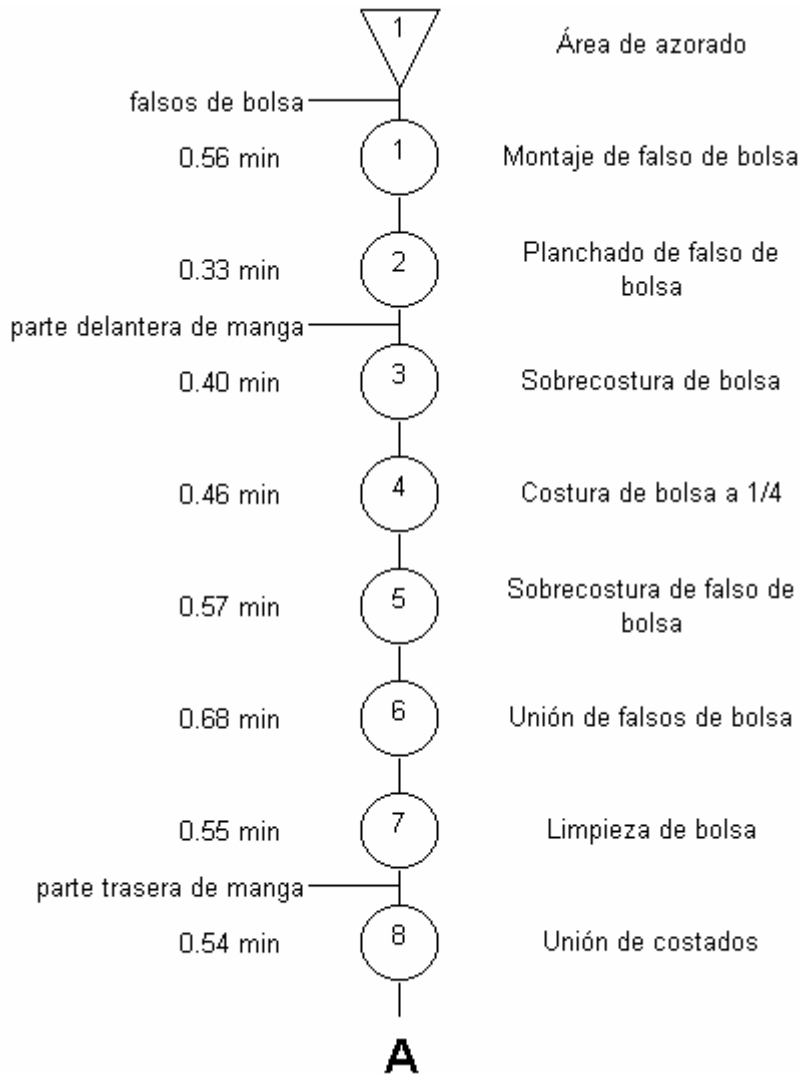 1
Área de azorado
falsos de bolsa
0.56 min
1
Montaje de falso de bolsa
0.33 min
2
Planchado de falso de
bolsa
parte delantera de manga
0.40 min
3
Sobrecostura de bolsa
0.46 min
4
Costura de bolsa a 1/4
0.57 min
5
Sobrecostura de falso de
bolsa
0.68 min
6
Unión de falsos de bolsa
0.55 min
7
Limpieza de bolsa
parte trasera de manga
0.54 min
8
Unión de costados
A